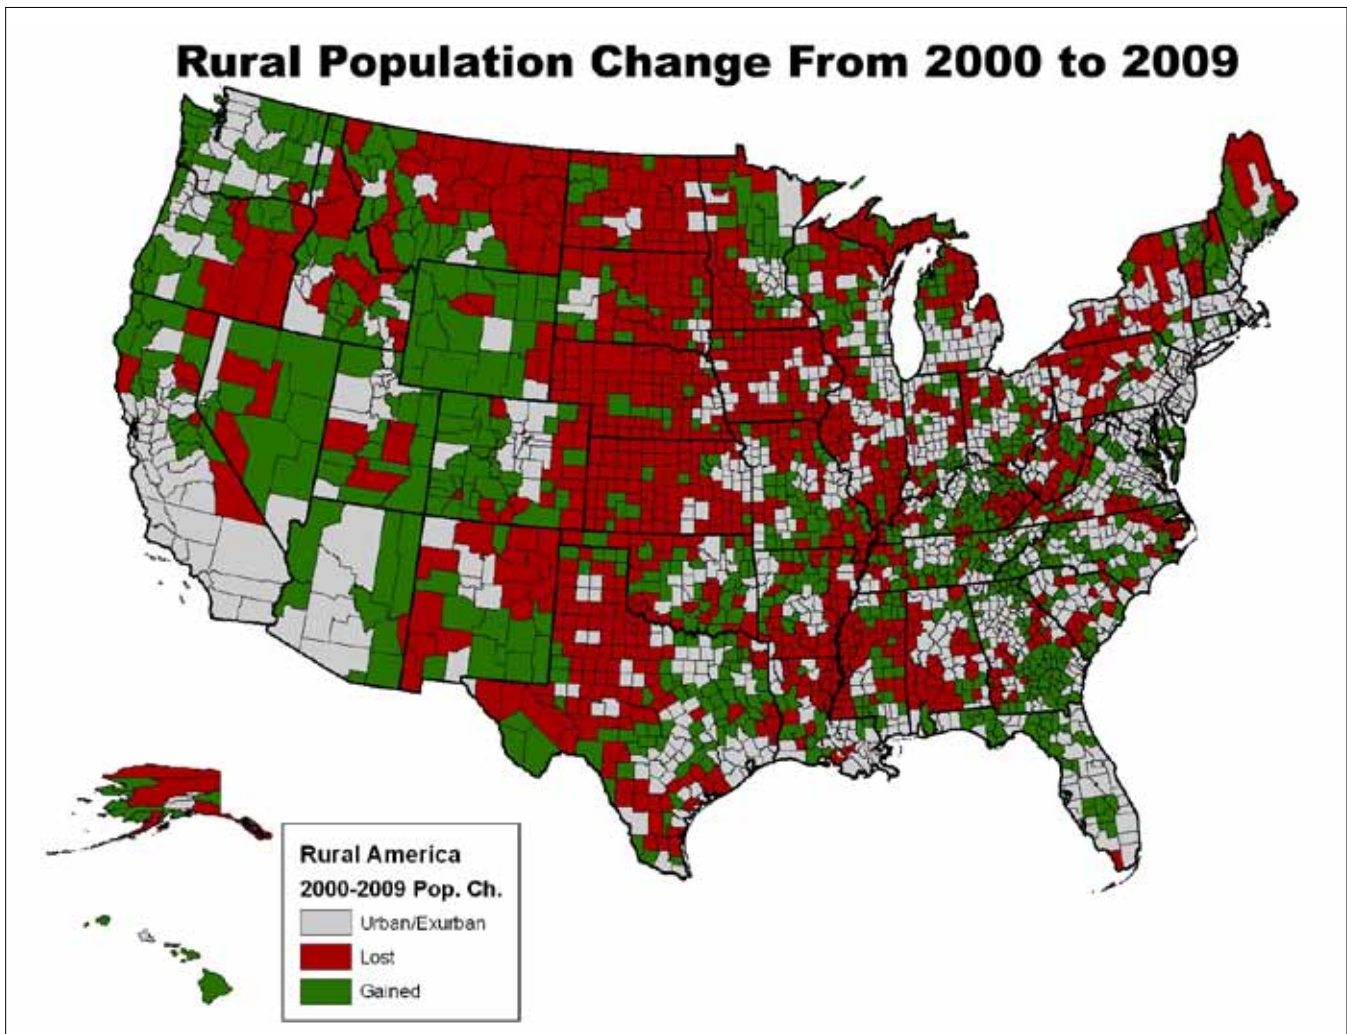 Rural Population Change From 2000 to 2009
Rural America
2000-2009 Pop. Ch.
Urban/Exurban
Lost
Gained